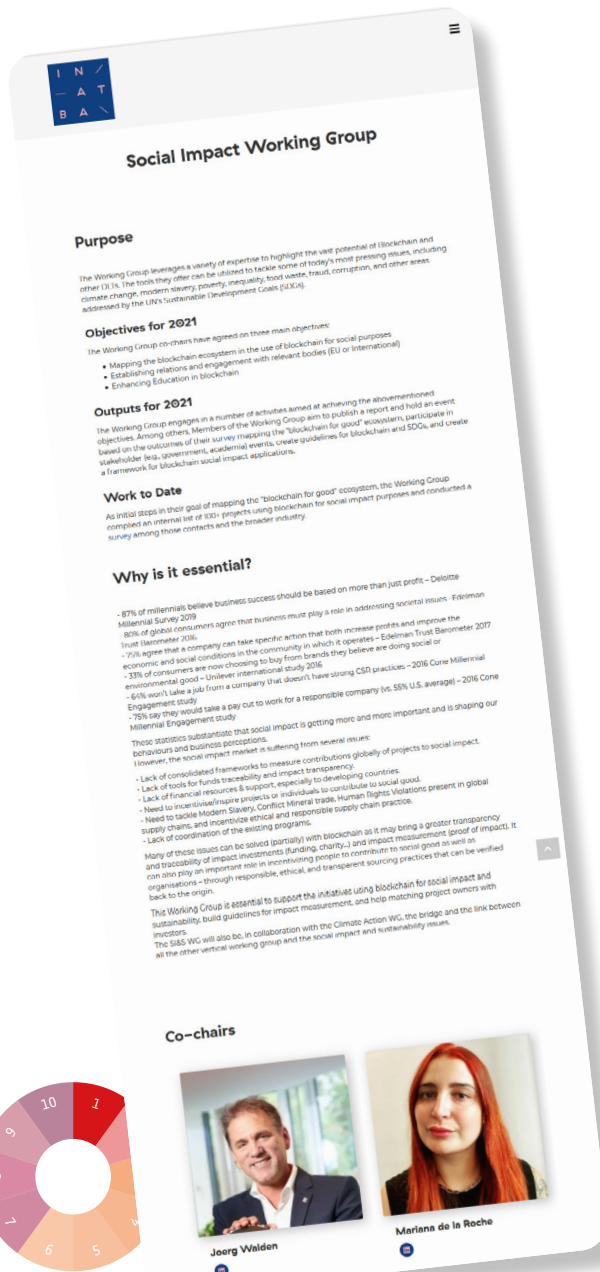 I N /
— A T
B A \
Social Impact Working Group
Purpose
The Working Group leverages a variety of expertise to highlight the vast potential of Blockchain and
other DLTs. The tools they offer can be utilized to tackle some of today's most pressing issues, including
climate change, modern slavery, poverty, inequality, food waste, fraud, corruption, and other areas
addressed by the UN's Sustainable Development Goals (SDGs).
Objectives for 2021
The Working Group co-chairs have agreed on three main objectives:
• Mapping the blockchain ecosystem in the use of blockchain for social purposes
• Establishing relations and engagement with relevant bodies (EU or International)
• Enhancing Education in blockchain
Outputs for 2021
The Working Group engages in a number of activities aimed at achieving the abovementioned
objectives. Among others, Members of the Working Group aim to publish a report and hold an event
based on the outcomes of their survey mapping the "blockchain for good" ecosystem, participate in
stakeholder (e.g., government, academia) events, create guidelines for blockchain and SDGs, and create
a framework for blockchain social impact applications.
Work to Date
As initial steps in their goal of mapping the "blockchain for good" ecosystem, the Working Group
complied an internal list of 100+ projects using blockchain for social impact purposes and conducted a
survey among those contacts and the broader industry.
Why is it essential?
- 87% of millennials believe business success should be based on more than just profit – Deloitte
Millennial Survey 2019
- 80% of global consumers agree that business must play a role in addressing societal issues - Edelman
Trust Barometer 2016
- 75% agree that a company can take specific action that both increase profits and improve the
economic and social conditions in the community in which it operates – Edelman Trust Barometer 2017
- 33% of consumers are now choosing to buy from brands they believe are doing social or
environmental good – Unilever international study 2016
- 64% won't take a job from a company that doesn't have strong CSR practices – 2016 Cone Millennial
Engagement study
- 75% say they would take a pay cut to work for a responsible company (vs. 55% U.S. average) – 2016 Cone
Millennial Engagement study
These statistics substantiate that social impact is getting more and more important and is shaping our
behaviours and business perceptions.
However, the social impact market is suffering from several issues:
- Lack of consolidated frameworks to measure contributions globally of projects to social impact.
- Lack of tools for funds traceability and impact transparency.
- Lack of financial resources & support, especially to developing countries.
- Need to incentivise/inspire projects or individuals to contribute to social good.
- Need to tackle Modern Slavery, Conflict Mineral trade, Human Rights Violations present in global
supply chains, and incentivize ethical and responsible supply chain practice.
- Lack of coordination of the existing programs.
Many of these issues can be solved (partially) with blockchain as it may bring a greater transparency
and traceability of impact investments (funding, charity...) and impact measurement (proof of impact). It
can also play an important role in incentivizing people to contribute to social good as well as
organisations – through responsible, ethical, and transparent sourcing practices that can be verified
back to the origin.
This Working Group is essential to support the initiatives using blockchain for social impact and
sustainability, build guidelines for impact measurement, and help matching project owners with
investors.
The SI&S WG will also be, in collaboration with the Climate Action WG, the bridge and the link between
all the other vertical working group and the social impact and sustainability issues.
Co-chairs
Joerg Walden
Mariana de la Roche
in
in
10
1
9
7
6
5
4